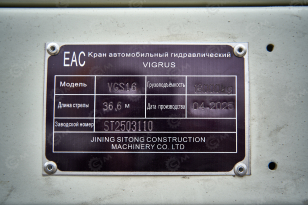 EAC Кран автомобильный гидравлический
VIGRUS
Модель VGS16 Грузоподъёмность
Длина стрелы 36,6 м Дата производства 04.2025
Заводской номер ST2503110
JINING SITONG CONSTRUCTION
MACHINERY CO. LTD